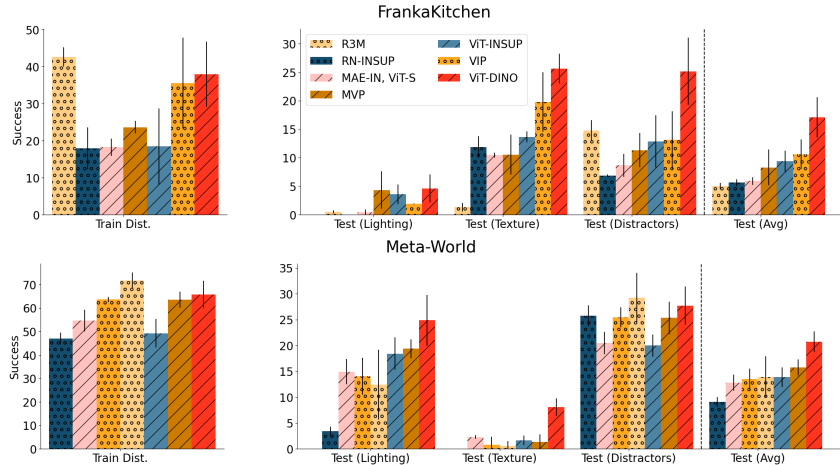 FrankaKitchen
50
40
30
20
10
0
Success
Train Dist.
30
25
20
15
10
5
0
R3M
RN-INSUP
MAE-IN, ViT-S
MVP
ViT-INSUP
VIP
ViT-DINO
Test (Lighting)
Test (Texture)
Test (Distractors)
Test (Avg)
Meta-World
70
60
50
40
30
20
10
0
Success
Train Dist.
35
30
25
20
15
10
5
0
Test (Lighting)
Test (Texture)
Test (Distractors)
Test (Avg)